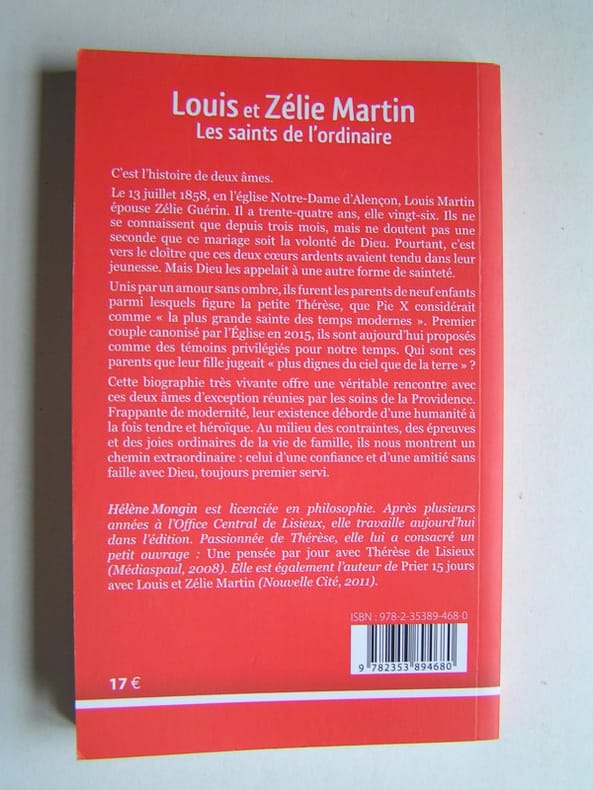 Louis et Zélie Martin
Les saints de l'ordinaire
C'est l'histoire de deux âmes.
Le 13 juillet 1858, en l'église Notre-Dame d'Alençon, Louis Martin
épouse Zélie Guérin. Il a trente-quatre ans, elle vingt-six. Ils ne
se connaissent que depuis trois mois, mais ne doutent pas une
seconde que ce mariage soit la volonté de Dieu. Pourtant, c'est
vers le cloître que ces deux cœurs ardents avaient tendu dans leur
jeunesse. Mais Dieu les appelait à une autre forme de sainteté.
Unis par un amour sans ombre, ils furent les parents de neuf enfants
parmi lesquels figure la petite Thérèse, que Pie X considérait
comme « la plus grande sainte des temps modernes ». Premier
couple canonisé par l'Église en 2015, ils sont aujourd'hui proposés
comme des témoins privilégiés pour notre temps. Qui sont ces
parents que leur fille jugeait « plus dignes du ciel que de la terre » ?
Cette biographie très vivante offre une véritable rencontre avec
ces deux âmes d'exception réunies par les soins de la Providence.
Frappante de modernité, leur existence déborde d'une humanité à
la fois tendre et héroïque. Au milieu des contraintes, des épreuves
et des joies ordinaires de la vie de famille, ils nous montrent un
chemin extraordinaire : celui d'une confiance et d'une amitié sans
faille avec Dieu, toujours premier servi.
Hélène Mongin est licenciée en philosophie. Après plusieurs
années à l'Office Central de Lisieux, elle travaille aujourd'hui
dans l'édition. Passionnée de Thérèse, elle lui a consacré un
petit ouvrage : Une pensée par jour avec Thérèse de Lisieux
(Médiaspaul, 2008). Elle est également l'auteur de Prier 15 jours
avec Louis et Zélie Martin (Nouvelle Cité, 2011).
ISBN : 978-2-35389-468-0
9 782353 894680
17 €